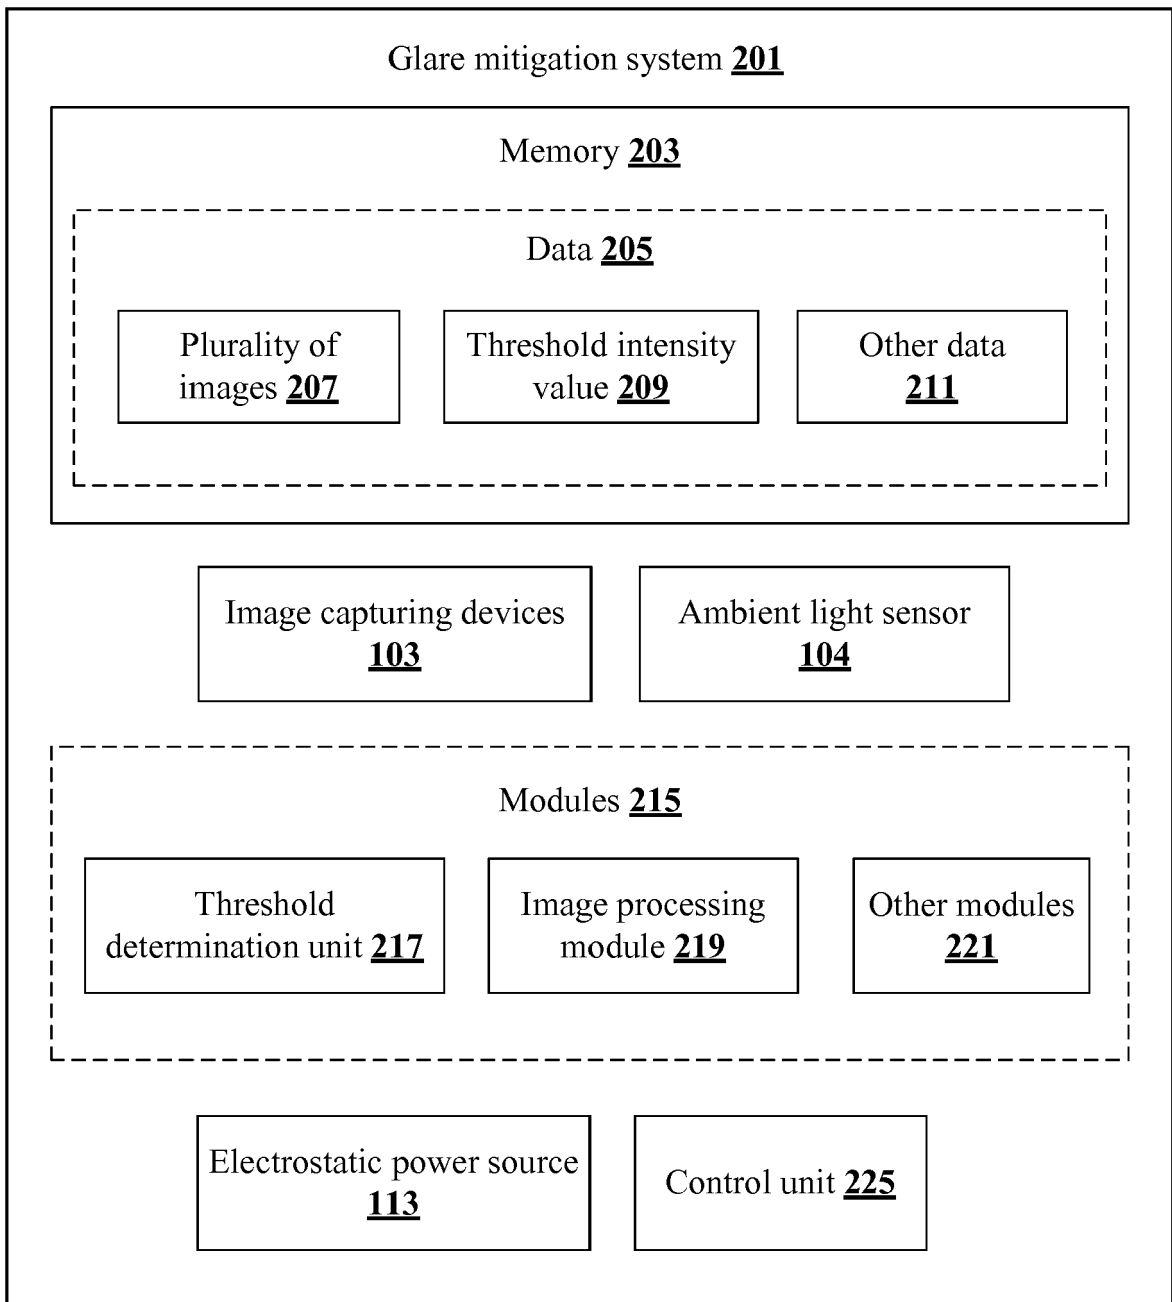 Glare mitigation system 201
Memory 203
Data 205
Plurality of
images 207
Threshold intensity
value 209
Other data
211
Image capturing devices
103
Ambient light sensor
104
Modules 215
Threshold
determination unit 217
Image processing
module 219
Other modules
221
Electrostatic power source
113
Control unit 225